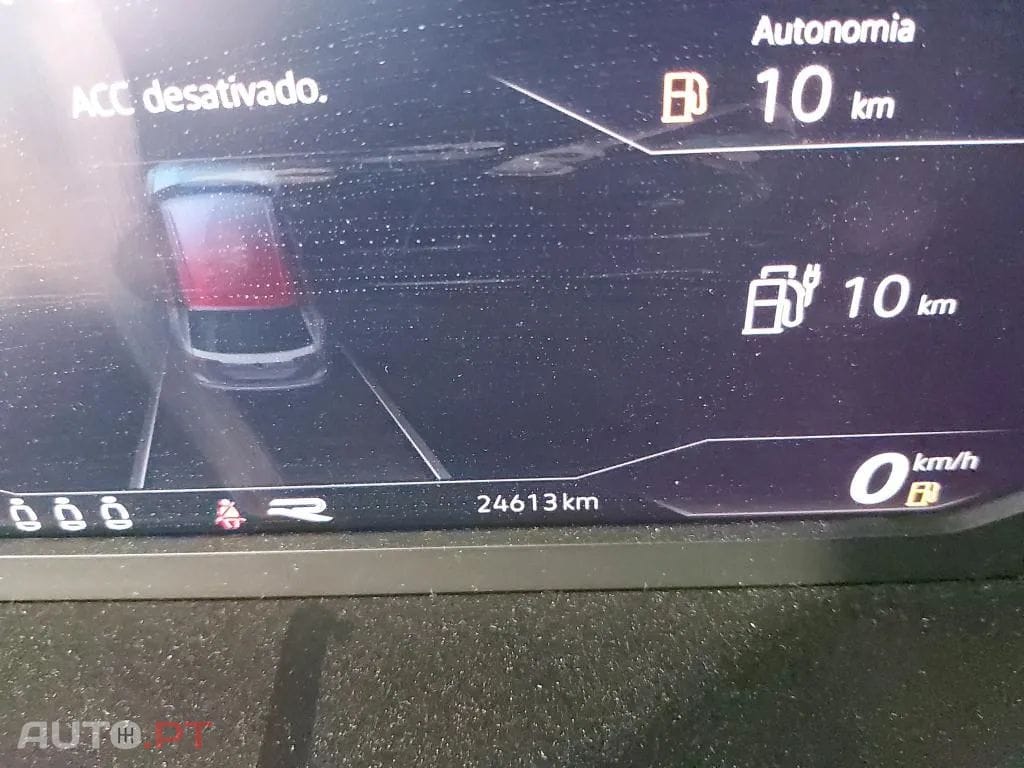 Autonomia
10 km
ACC desativado.
10 km
0 km/h
24613 km
AUTO.PT